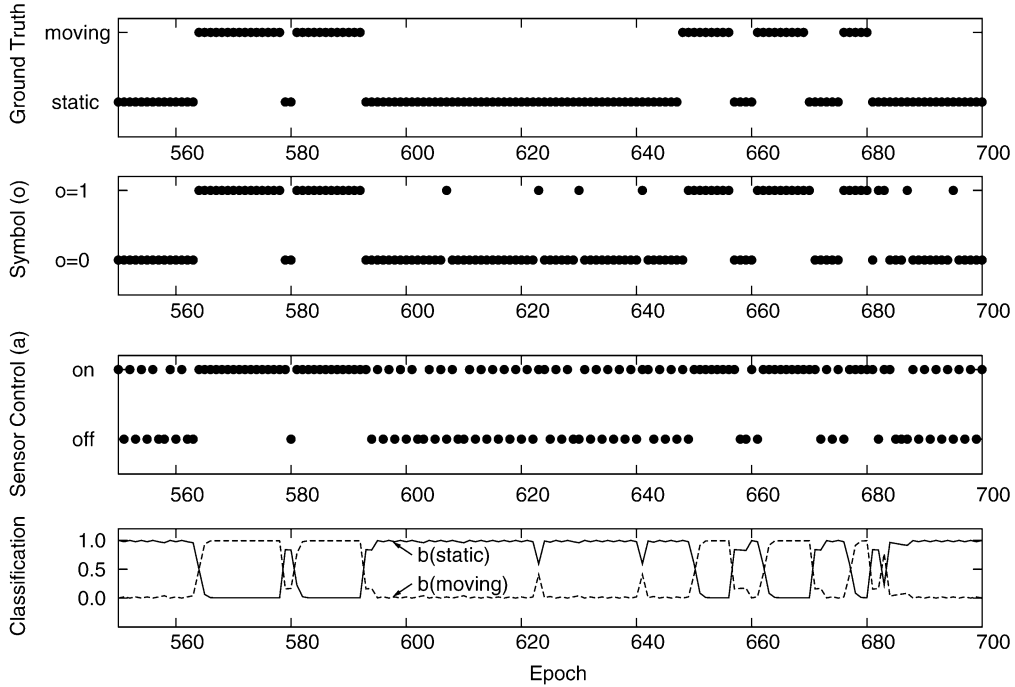 Ground Truth
moving
static
560 580 600 620 640 660 680 700
Symbol (o)
o=1
o=0
560 580 600 620 640 660 680 700
Sensor Control (a)
on
off
560 580 600 620 640 660 680 700
Classification
1.0
0.5
0.0
b(static)
b(moving)
560 580 600 620 640 660 680 700
Epoch